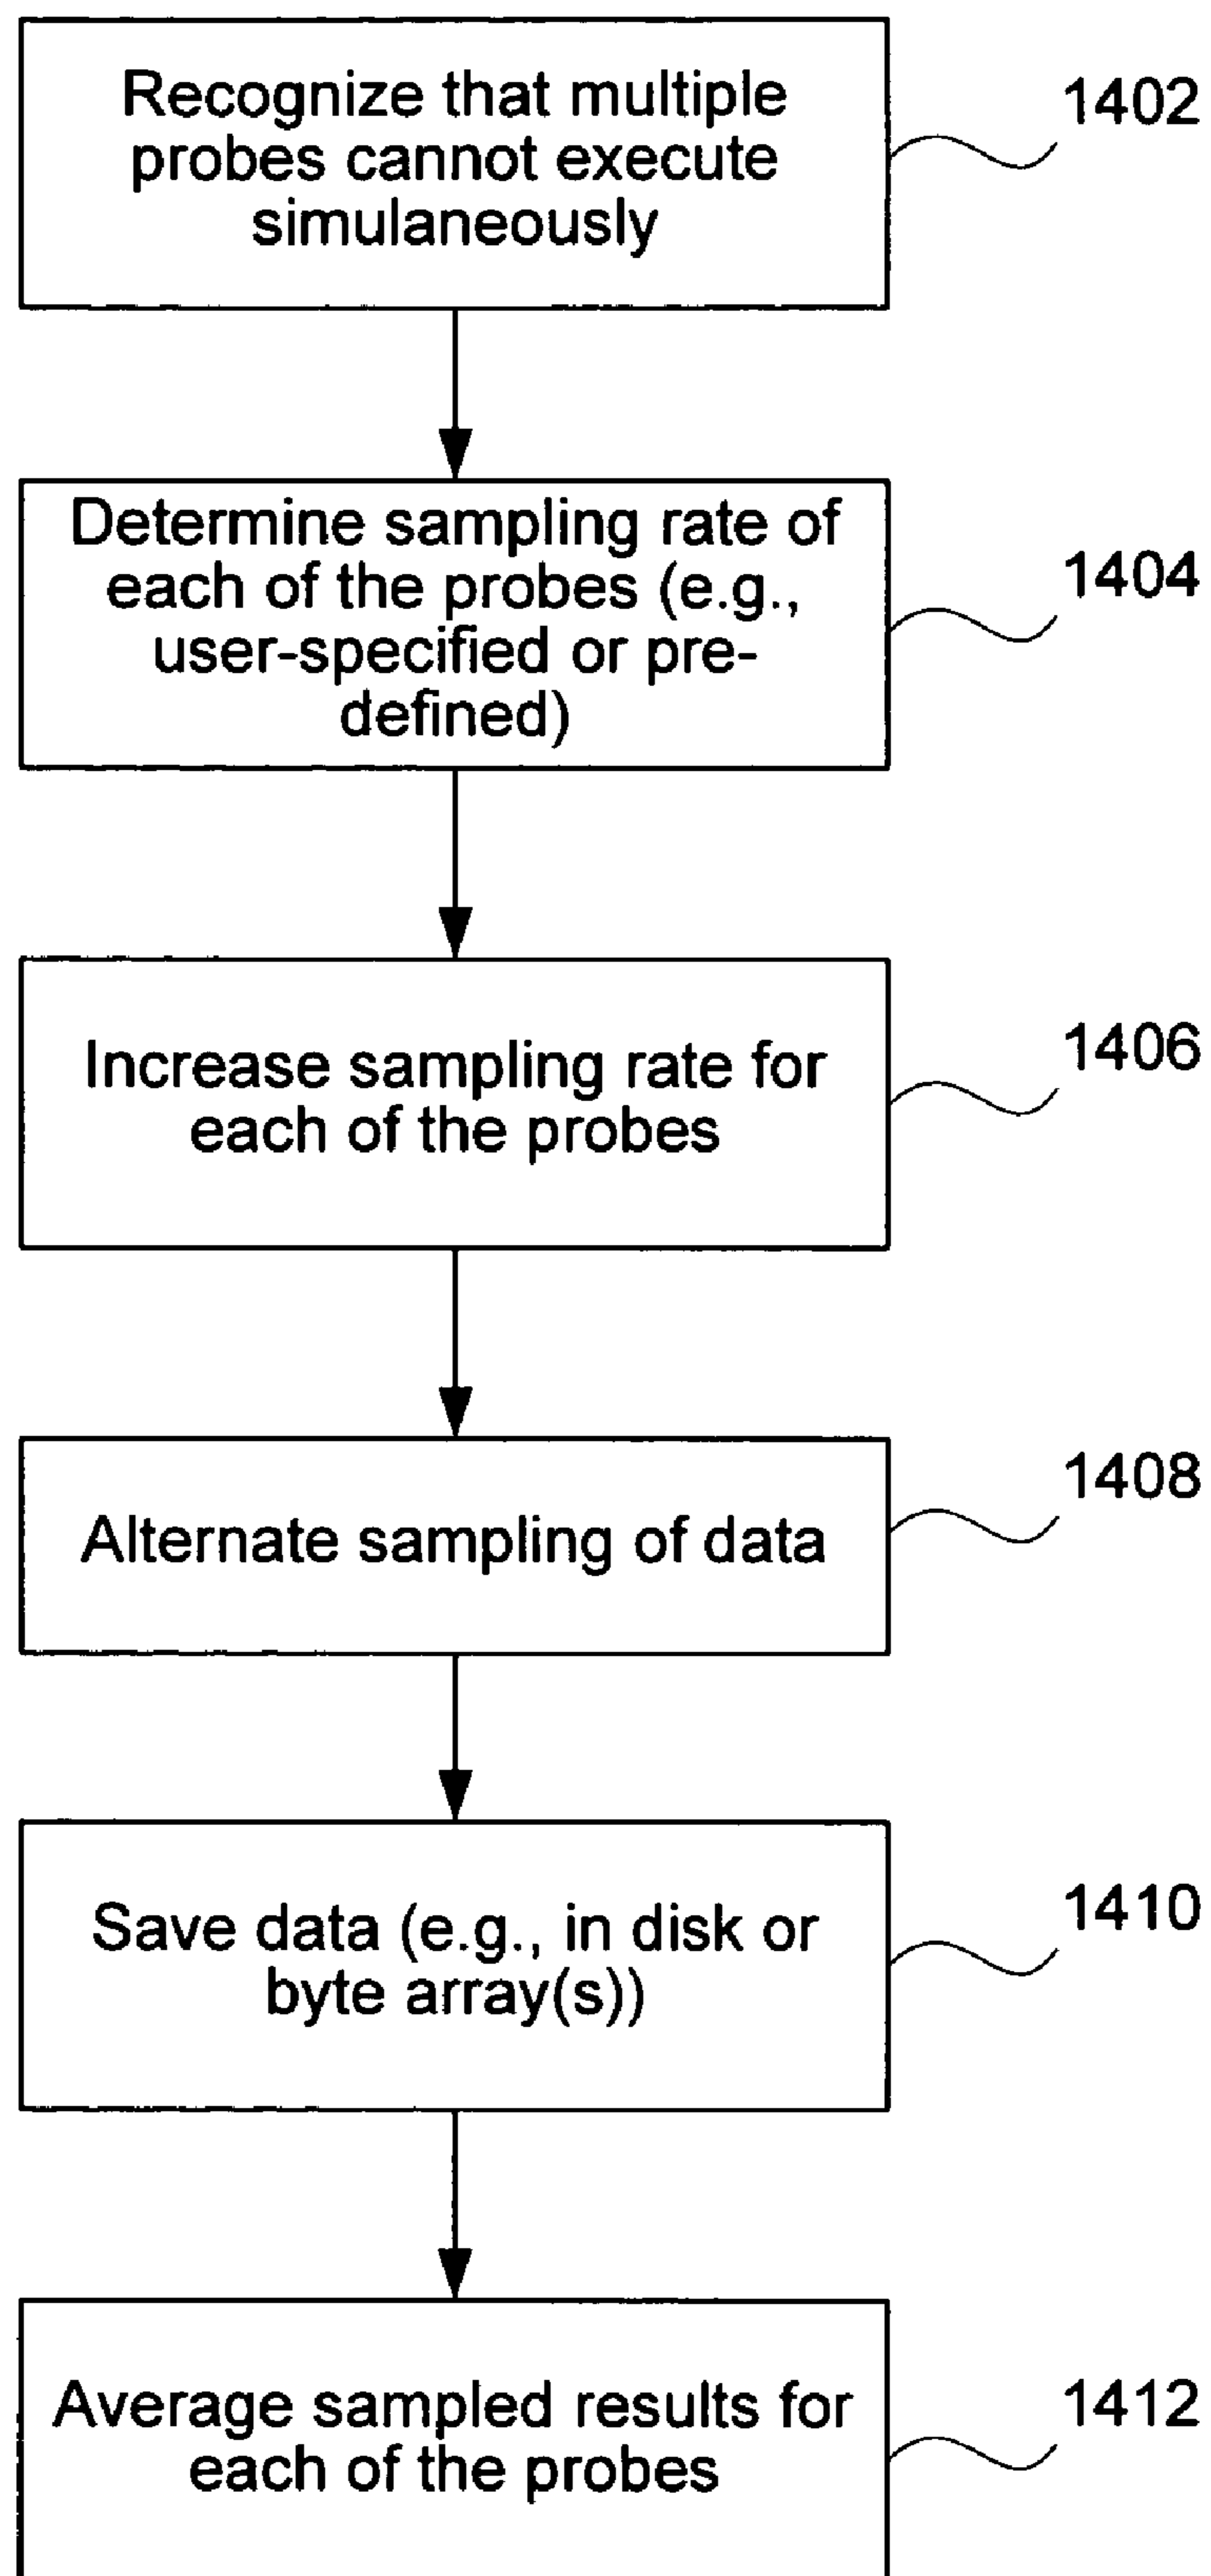 Recognize that multiple
probes cannot execute
simulaneously
1402
Determine sampling rate of
each of the probes (e.g.,
user-specified or pre-
defined)
1404
Increase sampling rate for
each of the probes
1406
Alternate sampling of data
1408
Save data (e.g., in disk or
byte array(s))
1410
Average sampled results for
each of the probes
1412